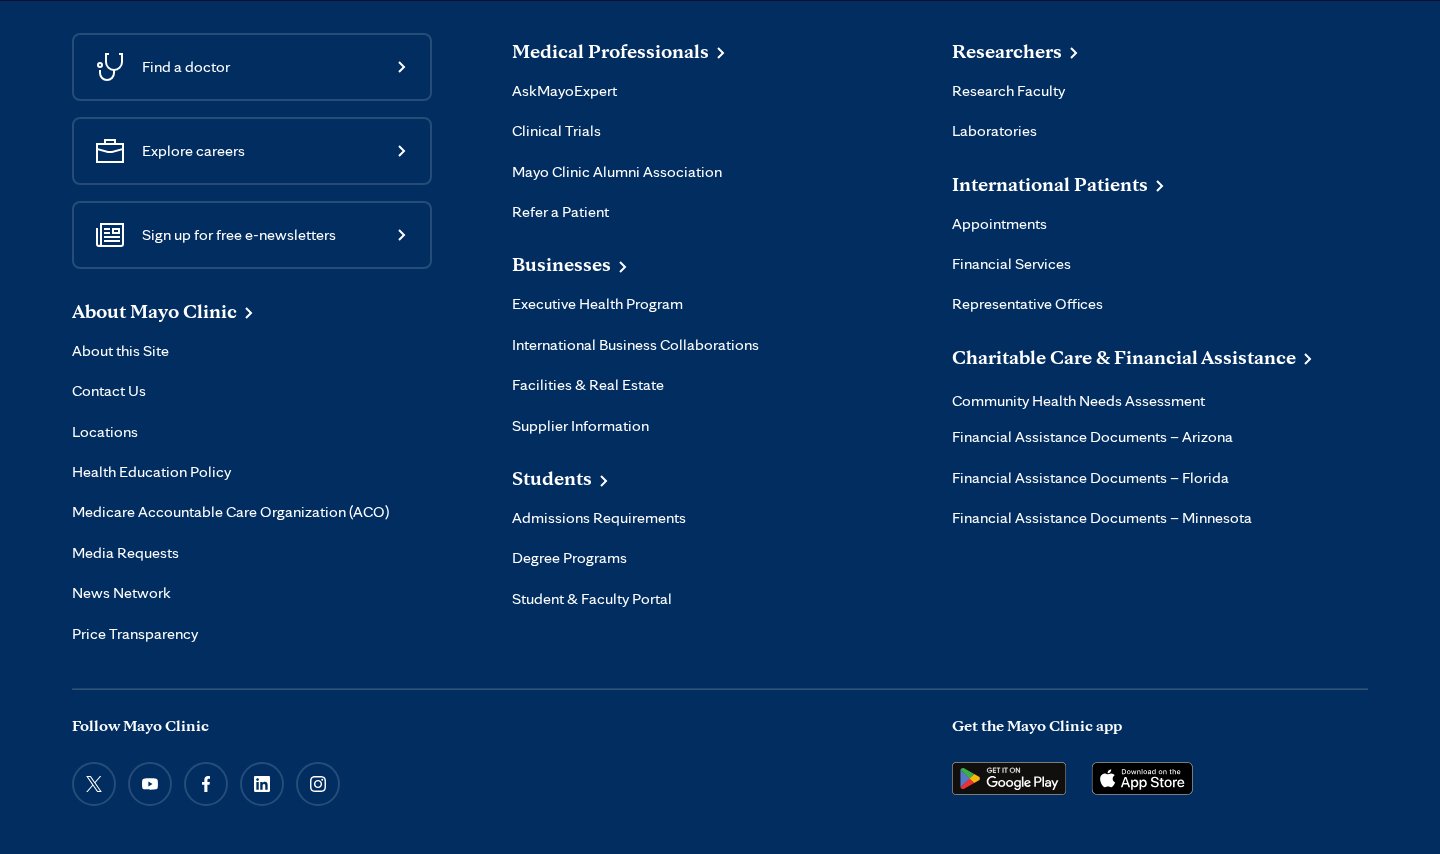 Find a doctor
Explore careers
Sign up for free e-newsletters
About Mayo Clinic
About this Site
Contact Us
Locations
Health Education Policy
Medicare Accountable Care Organization (ACO)
Media Requests
News Network
Price Transparency
Medical Professionals
AskMayoExpert
Clinical Trials
Mayo Clinic Alumni Association
Refer a Patient
Businesses
Executive Health Program
International Business Collaborations
Facilities & Real Estate
Supplier Information
Students
Admissions Requirements
Degree Programs
Student & Faculty Portal
Researchers
Research Faculty
Laboratories
International Patients
Appointments
Financial Services
Representative Offices
Charitable Care & Financial Assistance
Community Health Needs Assessment
Financial Assistance Documents – Arizona
Financial Assistance Documents – Florida
Financial Assistance Documents – Minnesota
Follow Mayo Clinic
Get the Mayo Clinic app
GET IT ON
Google Play
Download on the
App Store